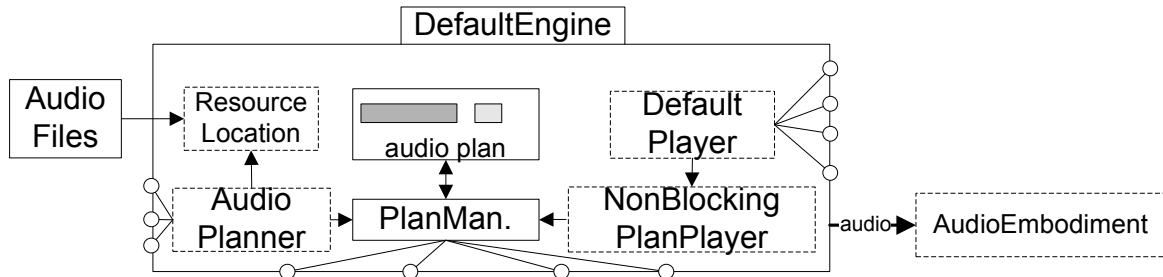 DefaultEngine
Audio
Files
Resource
Location
audio plan
Default
Player
Audio
Planner
PlanMan.
NonBlocking
PlanPlayer
audio
AudioEmbodiment